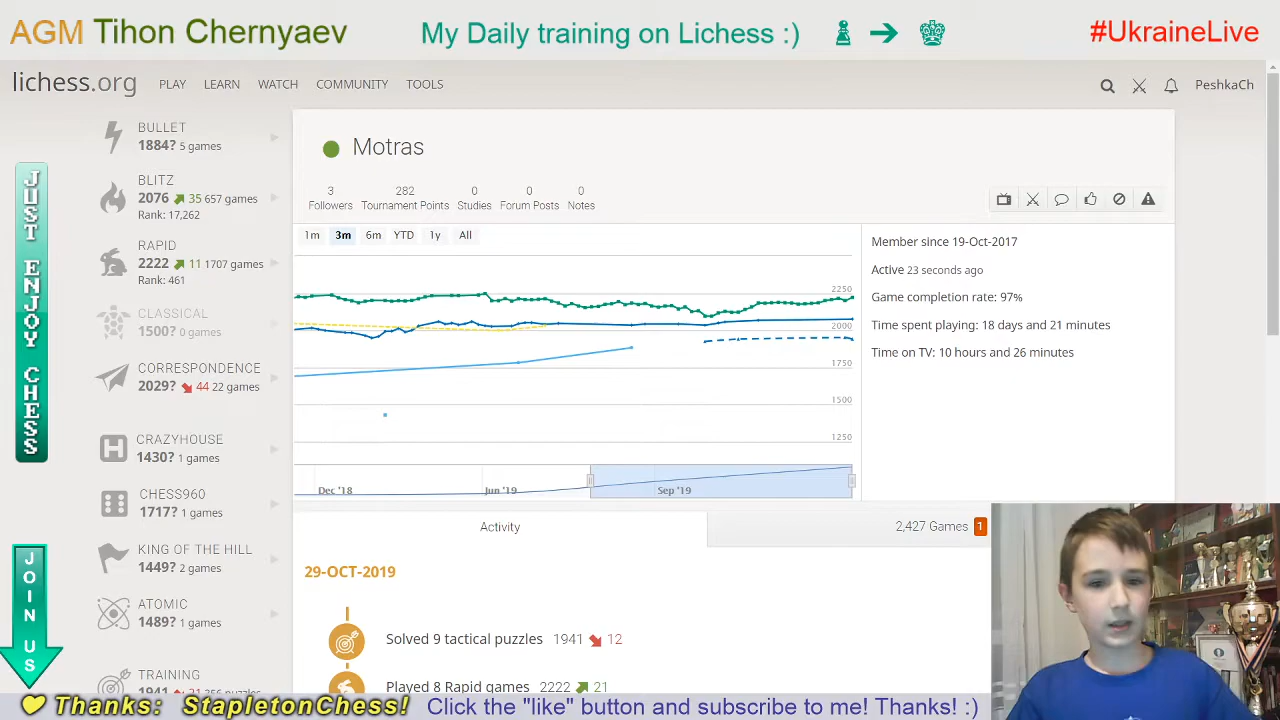 AGM Tihon Chernyaev
My Daily training on Lichess :)
#UkraineLive
lichess.org PLAY LEARN WATCH COMMUNITY TOOLS
PeshkaCh
JUST ENJOY CHESS
JOIN US
BULLET
1884? 5 games
BLITZ
2076 35 657 games
Rank: 17,262
RAPID
2222 11 1707 games
Rank: 461
CLASSICAL
1500? 0 games
CORRESPONDENCE
2029? 44 22 games
CRAZYHOUSE
1430? 1 games
CHESS960
1717? 1 games
KING OF THE HILL
1449? 2 games
ATOMIC
1489? 1 games
TRAINING
Motras
3 282 0 0 0
Followers Tournament Points Studies Forum Posts Notes
1m 3m 6m YTD 1y All
2250
2000
1750
1500
1250
Dec '18 Jun '19 Sep '19
Member since 19-Oct-2017
Active 23 seconds ago
Game completion rate: 97%
Time spent playing: 18 days and 21 minutes
Time on TV: 10 hours and 26 minutes
Activity
2,427 Games 1
29-OCT-2019
Solved 9 tactical puzzles 1941 12
Played 8 Rapid games 2222 21
Thanks: StapletonChess!
Click the "like" button and subscribe to me! Thanks! :)